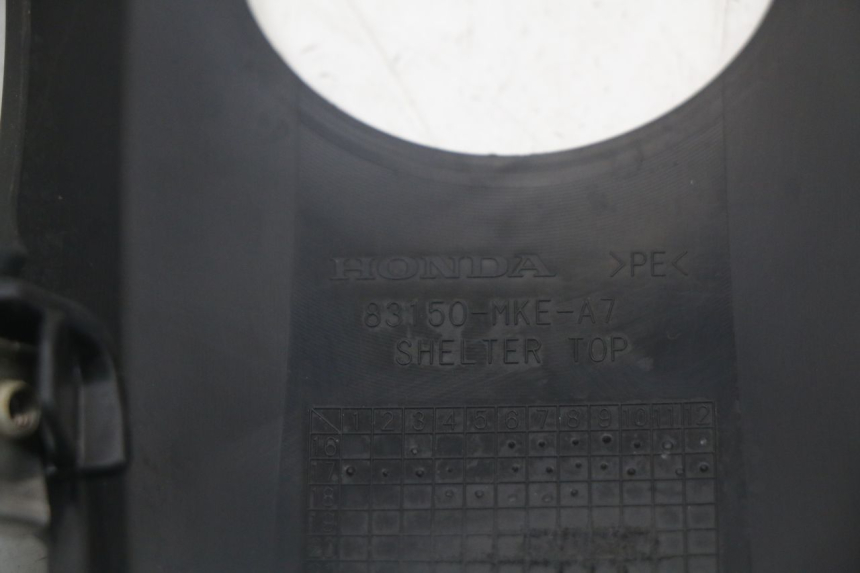 HONDA >PE<
83150-MKE-A7
SHELTER TOP
1 2 3 4 5 6 7 8 9 10 11 12